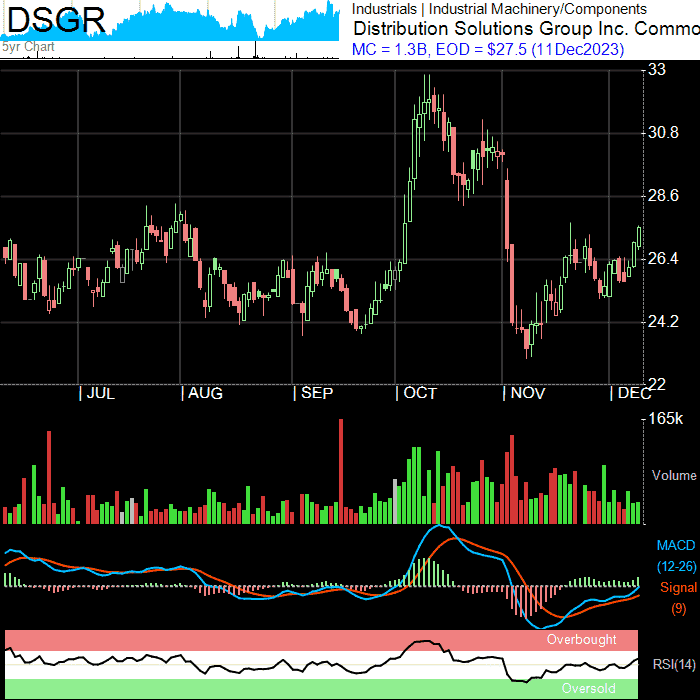 DSGR
5yr Chart
Industrials | Industrial Machinery/Components
Distribution Solutions Group Inc. Commo
MC = 1.3B, EOD = $27.5 (11Dec2023)
33
30.8
28.6
26.4
24.2
22
| JUL | AUG | SEP | OCT | NOV | DEC
165k
Volume
MACD
(12-26)
Signal
(9)
Overbought
RSI(14)
Oversold